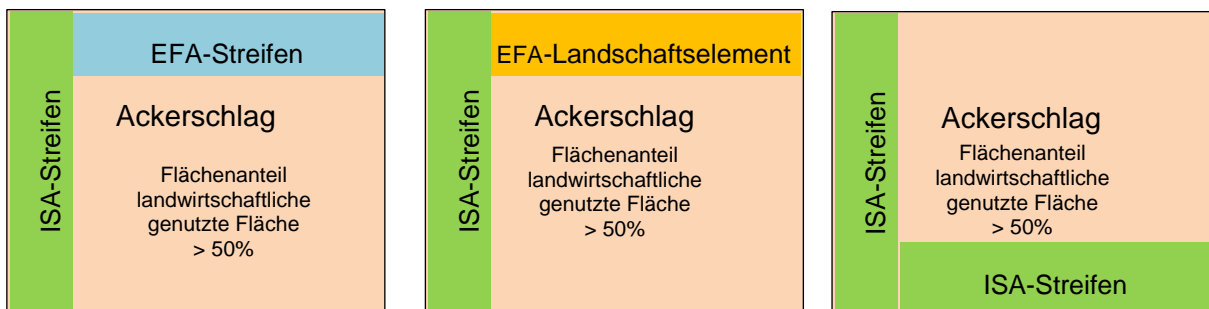 ISA-Streifen
EFA-Streifen
Ackerschlag
Flächenanteil
landwirtschaftliche
genutzte Fläche
> 50%
ISA-Streifen
EFA-Landschaftselement
Ackerschlag
Flächenanteil
landwirtschaftliche
genutzte Fläche
> 50%
ISA-Streifen
Ackerschlag
Flächenanteil
landwirtschaftliche
genutzte Fläche
> 50%
ISA-Streifen